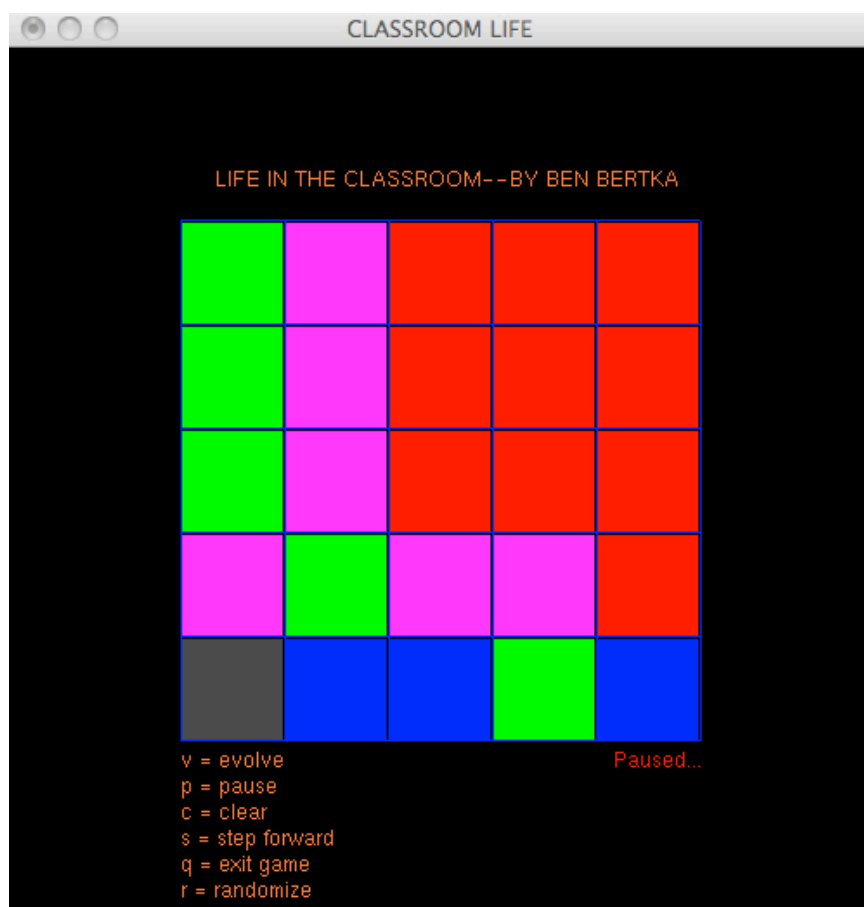 CLASSROOM LIFE
LIFE IN THE CLASSROOM--BY BEN BERTKA
v = evolve
Paused...
p = pause
c = clear
s = step forward
q = exit game
r = randomize